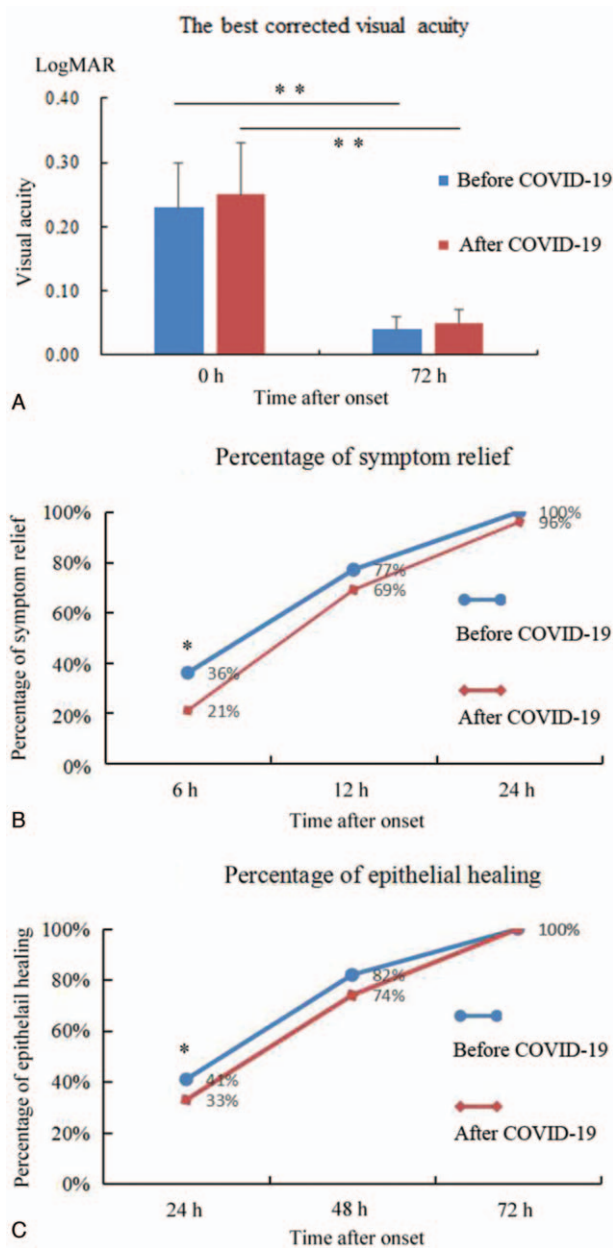 The best corrected visual acuity
LogMAR
0.40
0.30
0.20
0.10
0.00
Visual acuity
* *
* *
Before COVID-19
After COVID-19
0 h
72 h
Time after onset
A
Percentage of symptom relief
100%
80%
60%
40%
20%
0%
Percentage of symptom relief
*
36%
21%
77%
69%
100%
96%
Before COVID-19
After COVID-19
6 h
12 h
24 h
Time after onset
B
Percentage of epithelial healing
100%
80%
60%
40%
20%
0%
Percentage of epithelail healing
*
41%
33%
82%
74%
100%
Before COVID-19
After COVID-19
24 h
48 h
72 h
Time after onset
C